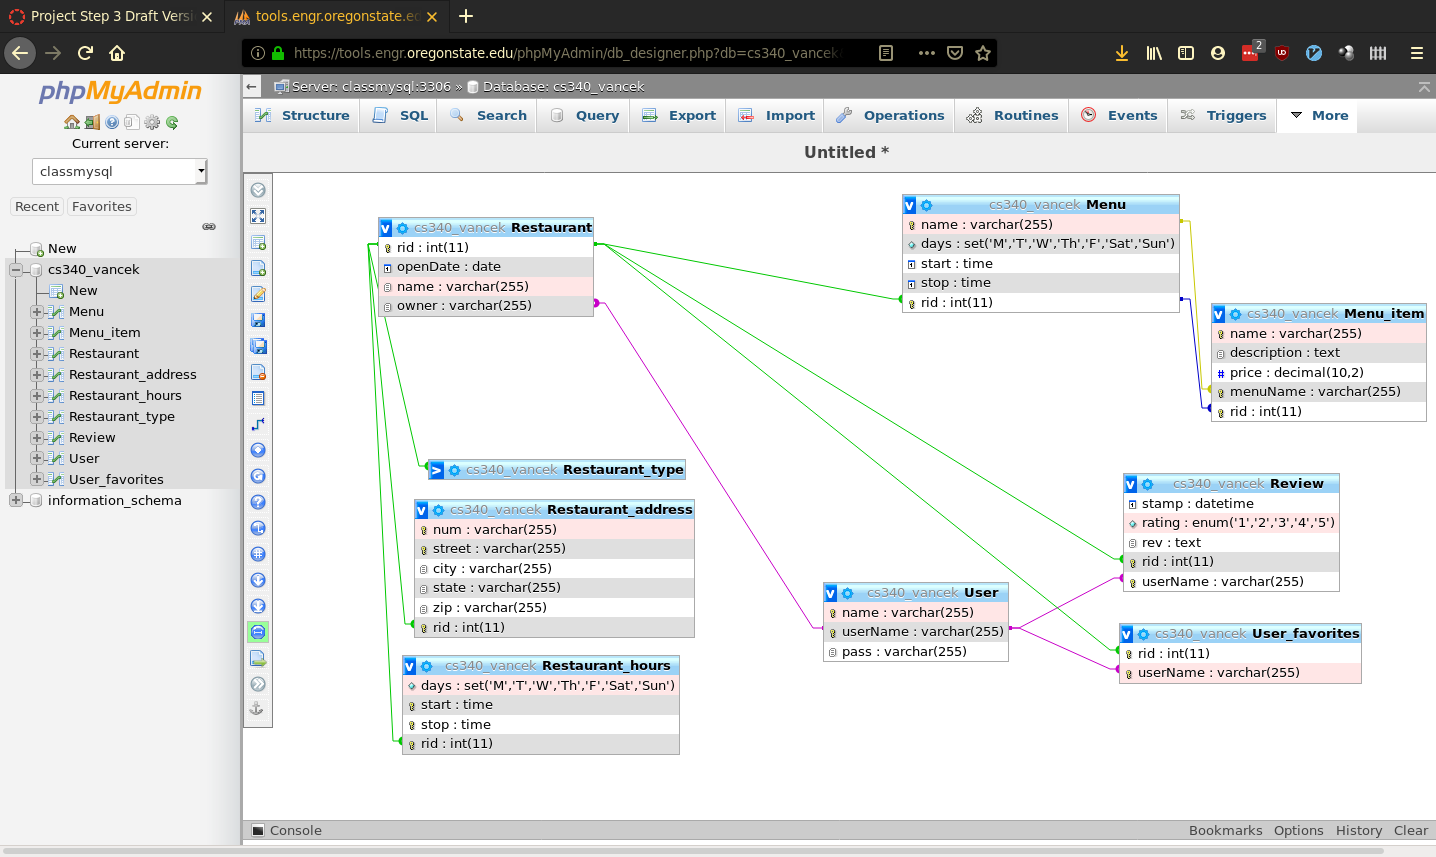 Project Step 3 Draft Versi
tools.engr.oregonstate.ed
https://tools.engr.oregonstate.edu/phpMyAdmin/db_designer.php?db=cs340_vancek
2
phpMyAdmin
Current server:
classmysql
Recent Favorites
New
cs340_vancek
New
Menu
Menu_item
Restaurant
Restaurant_address
Restaurant_hours
Restaurant_type
Review
User
User_favorites
information_schema
Server: classmysql:3306 » Database: cs340_vancek
Structure SQL Search Query Export Import Operations Routines Events Triggers More
Untitled *
cs340_vancek Restaurant
rid : int(11)
openDate : date
name : varchar(255)
owner : varchar(255)
cs340_vancek Menu
name : varchar(255)
days : set('M','T','W','Th','F','Sat','Sun')
start : time
stop : time
rid : int(11)
cs340_vancek Menu_item
name : varchar(255)
description : text
price : decimal(10,2)
menuName : varchar(255)
rid : int(11)
cs340_vancek Restaurant_type
cs340_vancek Restaurant_address
num : varchar(255)
street : varchar(255)
city : varchar(255)
state : varchar(255)
zip : varchar(255)
rid : int(11)
cs340_vancek Review
stamp : datetime
rating : enum('1','2','3','4','5')
rev : text
rid : int(11)
userName : varchar(255)
cs340_vancek User
name : varchar(255)
userName : varchar(255)
pass : varchar(255)
cs340_vancek User_favorites
rid : int(11)
userName : varchar(255)
cs340_vancek Restaurant_hours
days : set('M','T','W','Th','F','Sat','Sun')
start : time
stop : time
rid : int(11)
Console
Bookmarks Options History Clear